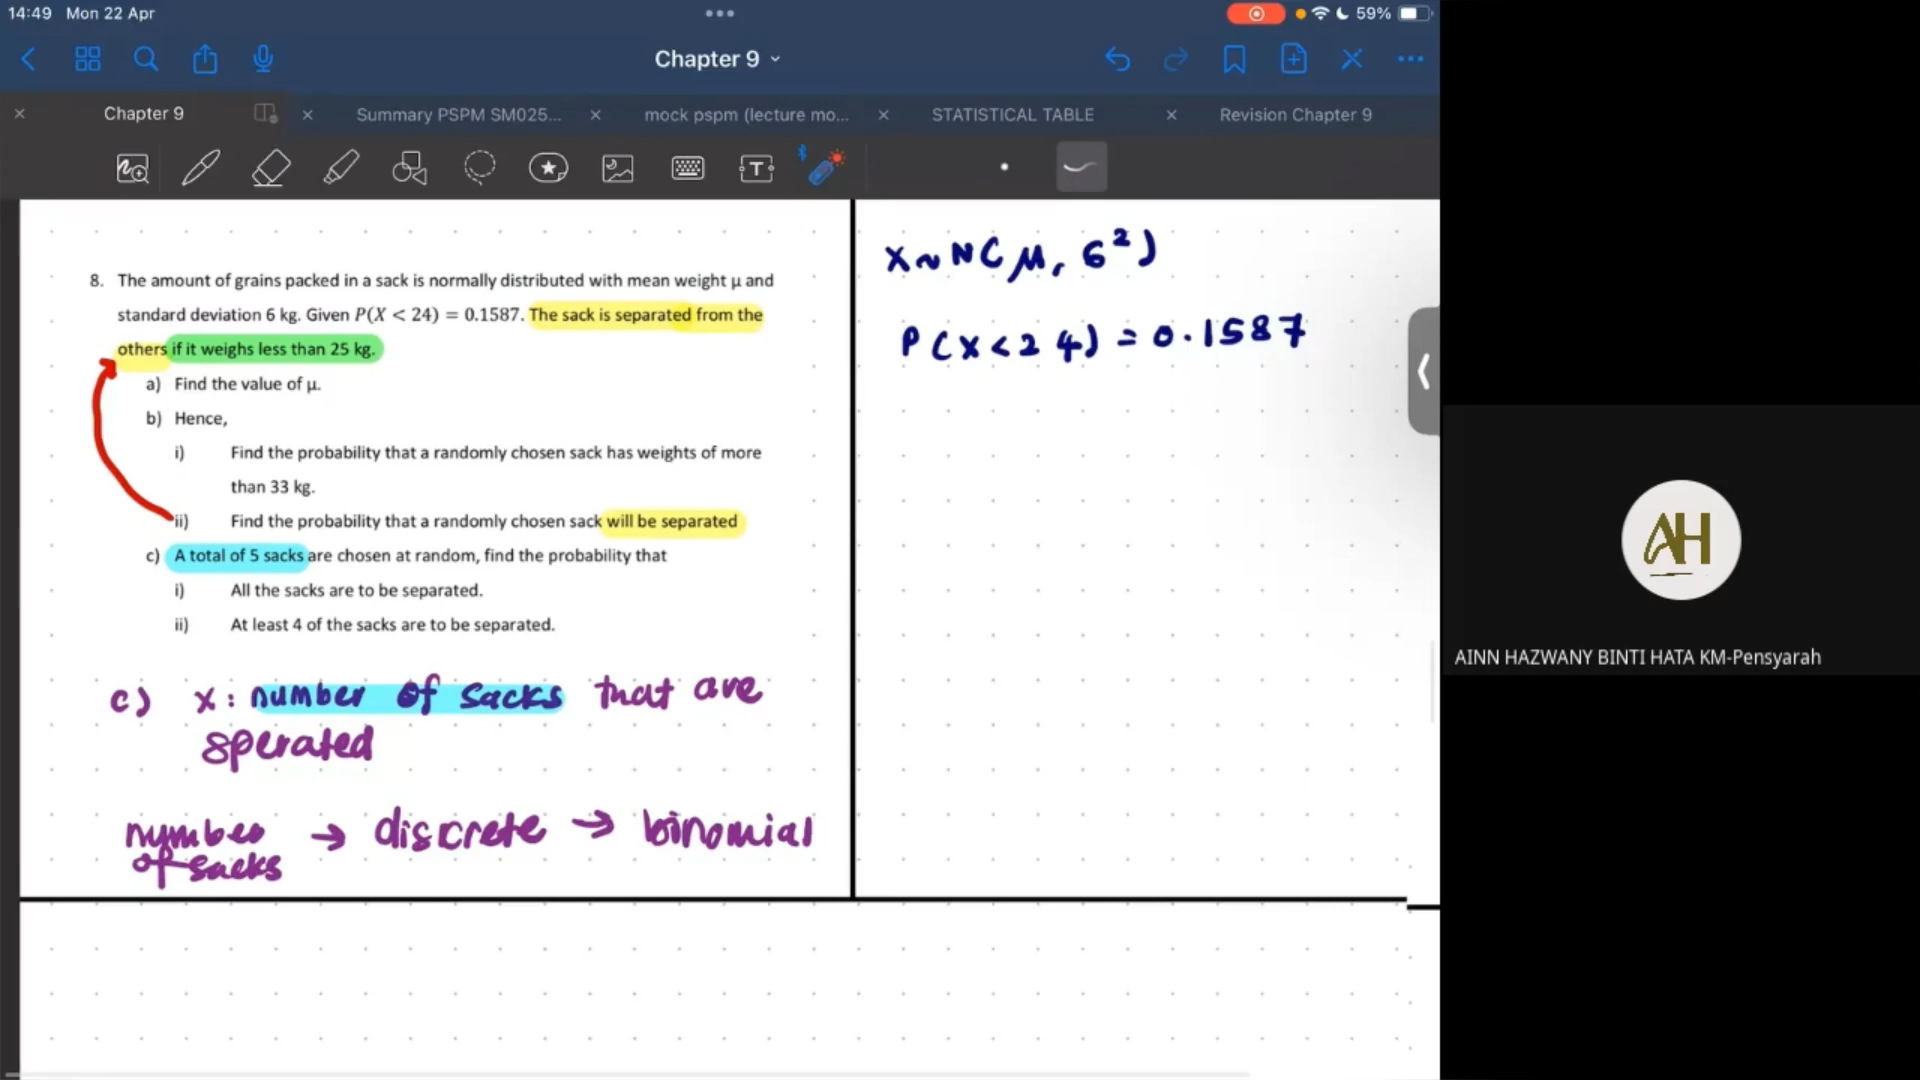 14:49 Mon 22 Apr
59%
Chapter 9
Chapter 9
Summary PSPM SM025...
mock pspm (lecture mo...
STATISTICAL TABLE
Revision Chapter 9
8. The amount of grains packed in a sack is normally distributed with mean weight μ and
standard deviation 6 kg. Given P(X < 24) = 0.1587. The sack is separated from the
others if it weighs less than 25 kg.
a) Find the value of μ.
b) Hence,
i) Find the probability that a randomly chosen sack has weights of more
than 33 kg.
ii) Find the probability that a randomly chosen sack will be separated
c) A total of 5 sacks are chosen at random, find the probability that
i) All the sacks are to be separated.
ii) At least 4 of the sacks are to be separated.
c) x : number of sacks that are
sperated
number → discrete → binomial
of sacks
X ~ N(μ, 6²)
P(X<24) = 0.1587
AH
AINN HAZWANY BINTI HATA KM-Pensyarah